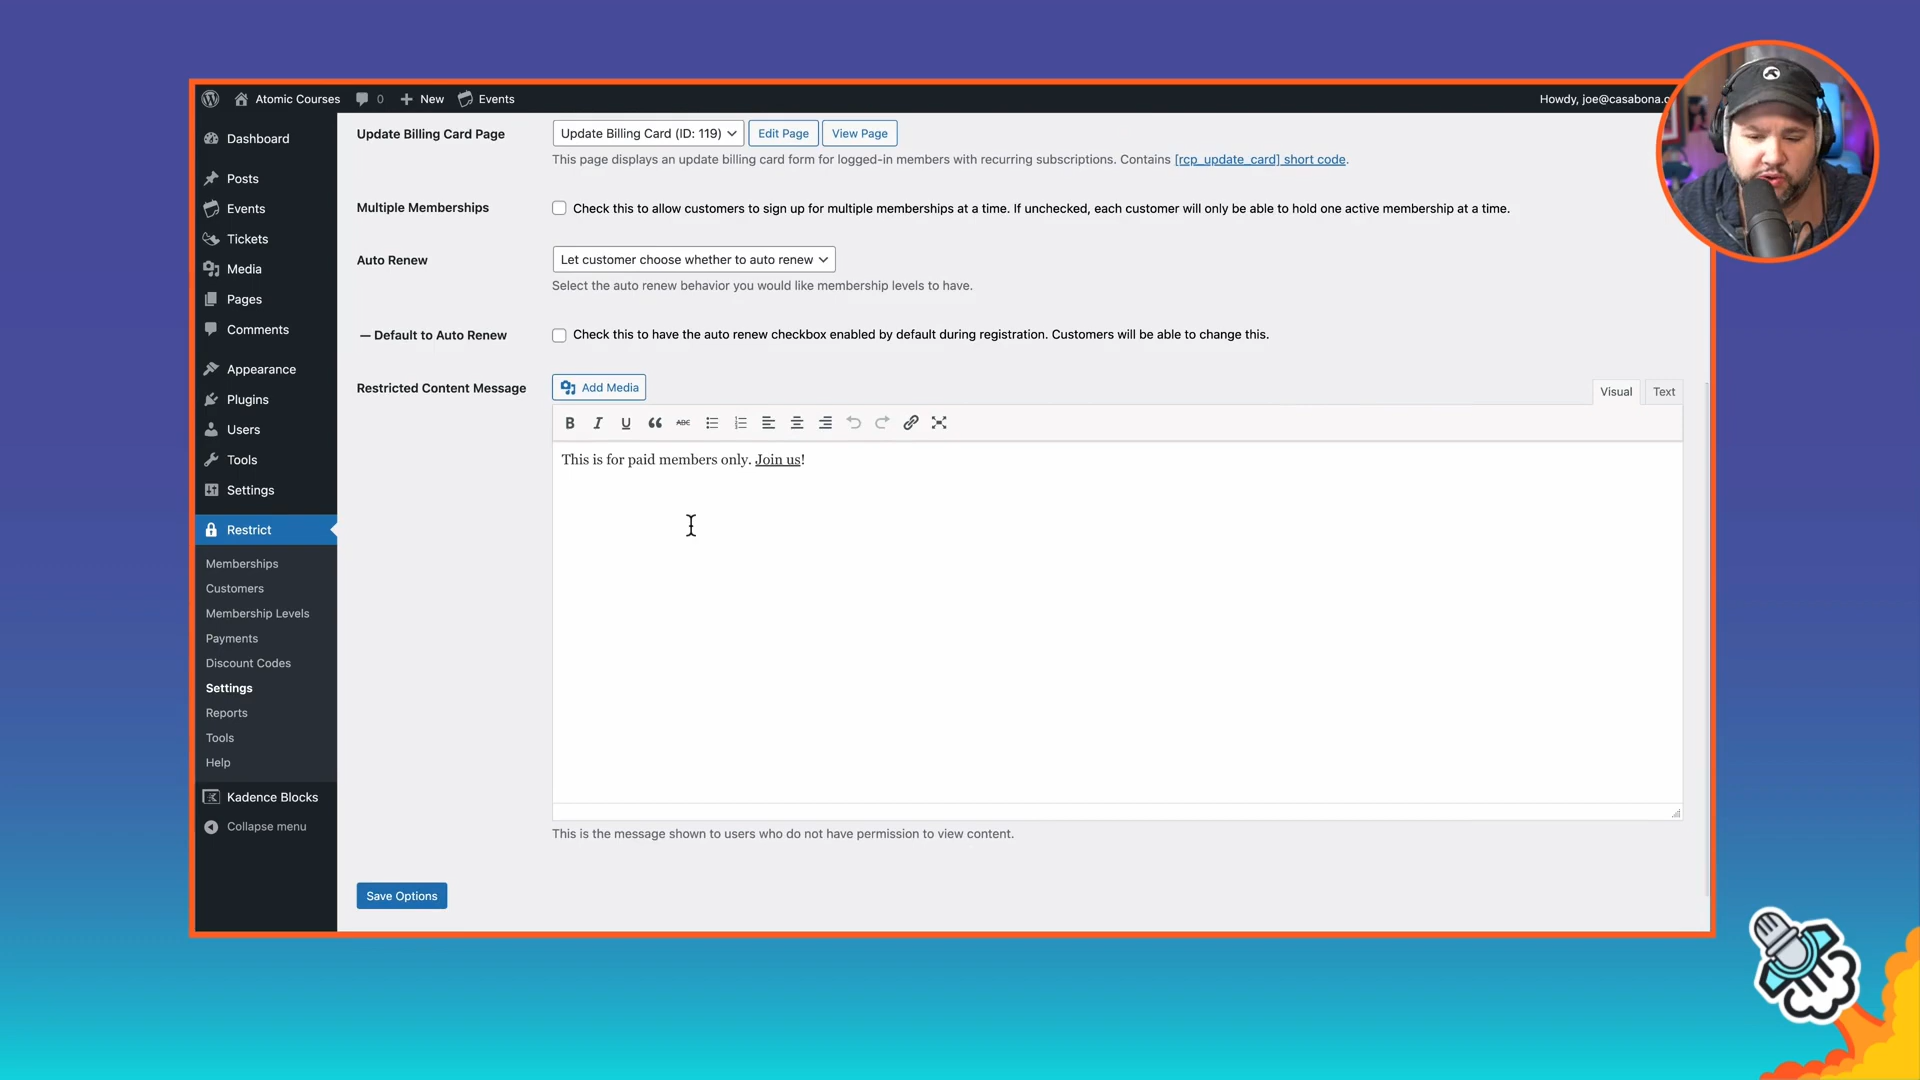 Atomic Courses 0 New Events Howdy, joe@casabona.c
Dashboard
Posts
Events
Tickets
Media
Pages
Comments
Appearance
Plugins
Users
Tools
Settings
Restrict
Memberships
Customers
Membership Levels
Payments
Discount Codes
Settings
Reports
Tools
Help
Kadence Blocks
Collapse menu
Update Billing Card Page Update Billing Card (ID: 119) Edit Page View Page
This page displays an update billing card form for logged-in members with recurring subscriptions. Contains [rcp_update_card] short code.
Multiple Memberships Check this to allow customers to sign up for multiple memberships at a time. If unchecked, each customer will only be able to hold one active membership at a time.
Auto Renew Let customer choose whether to auto renew
Select the auto renew behavior you would like membership levels to have.
— Default to Auto Renew Check this to have the auto renew checkbox enabled by default during registration. Customers will be able to change this.
Restricted Content Message Add Media
Visual Text
B I U ABC
This is for paid members only. Join us!
This is the message shown to users who do not have permission to view content.
Save Options